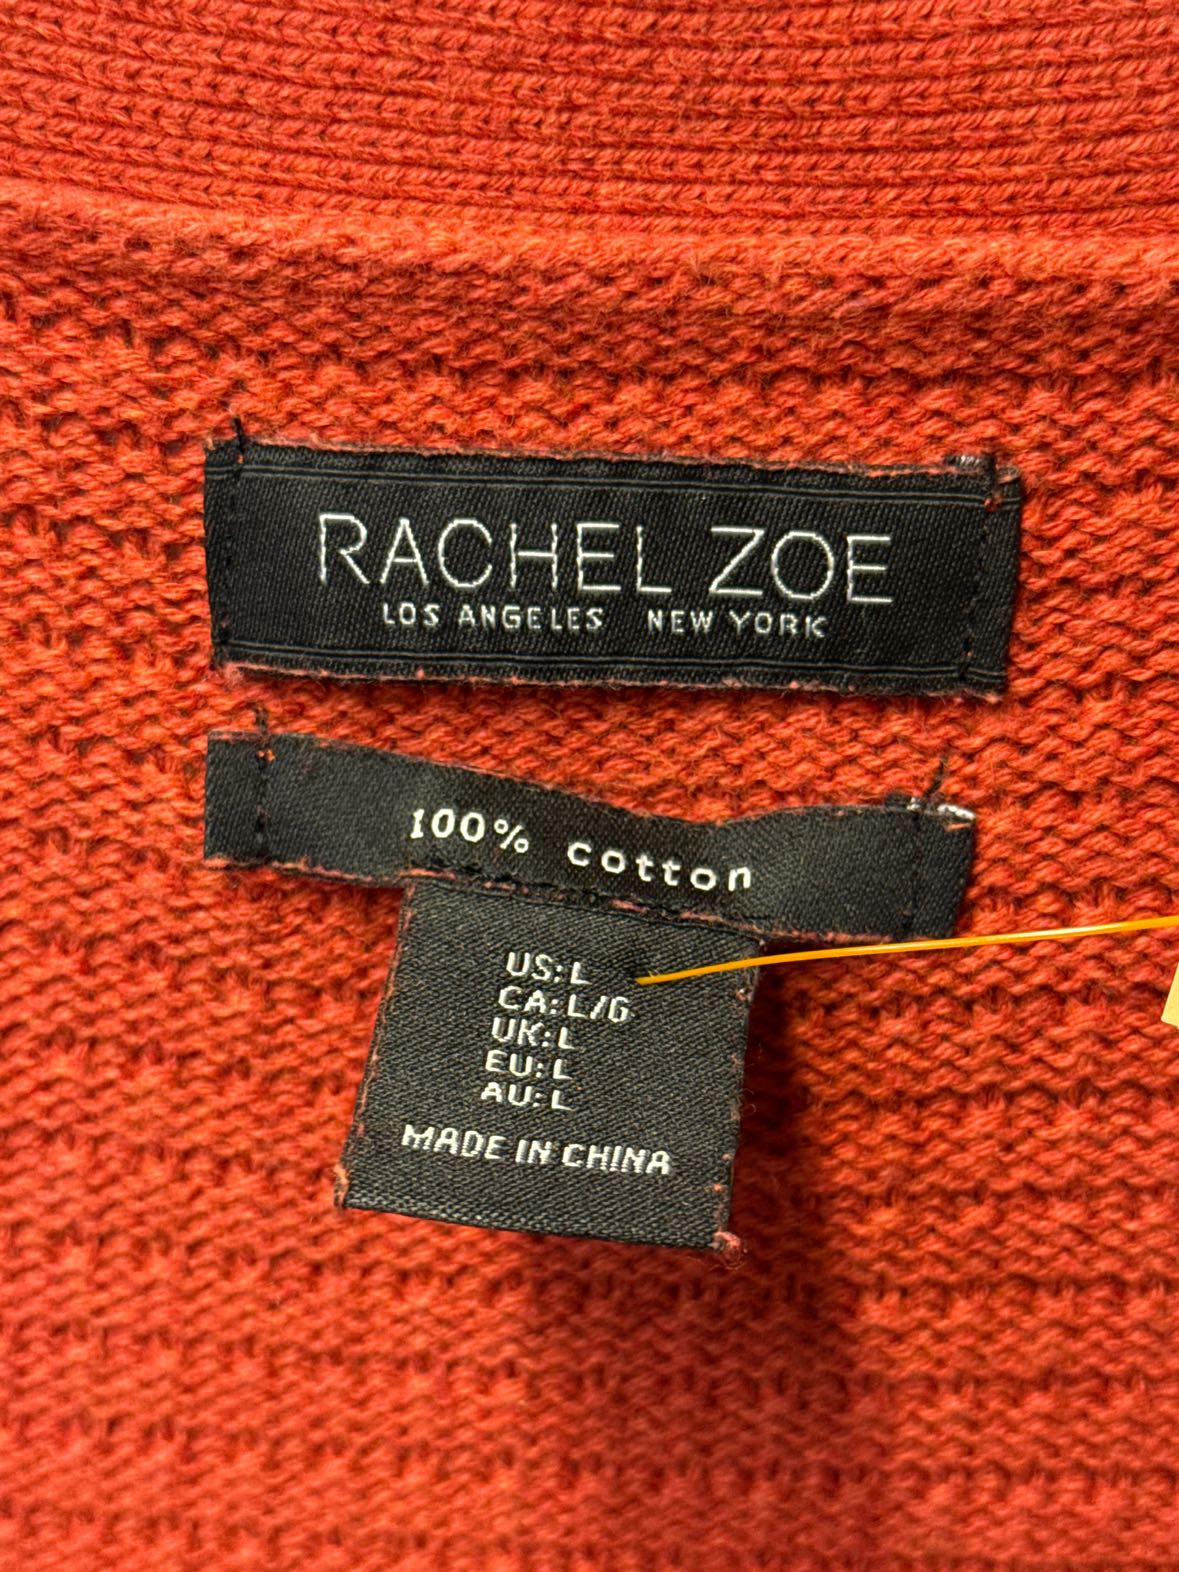 RACHEL ZOE
LOS ANGELES NEW YORK
100% cotton
US: L
CA: L/G
UK: L
EU: L
AU: L
MADE IN CHINA